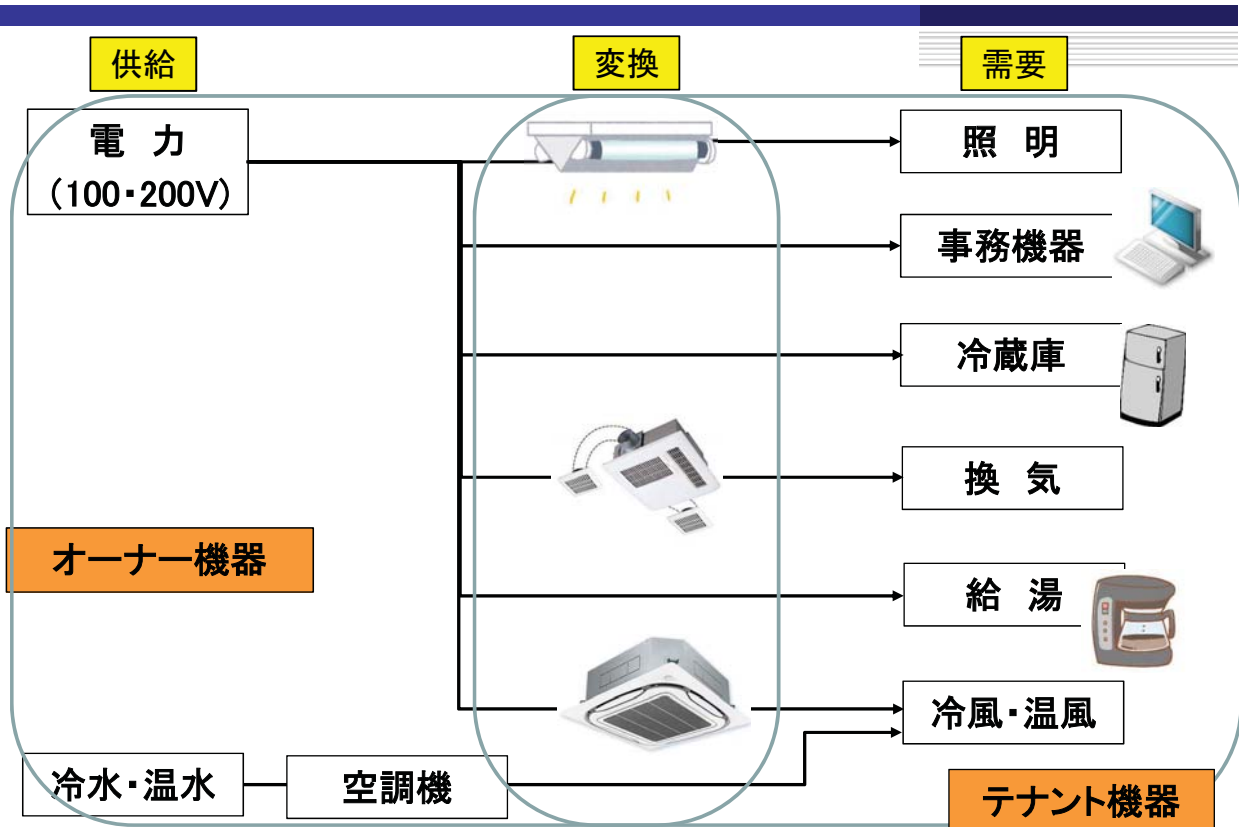 供給
変換
需要
電 力
(100・200V)
照 明
事務機器
冷蔵庫
換 気
オーナー機器
給 湯
冷風・温風
冷水・温水
空調機
テナント機器